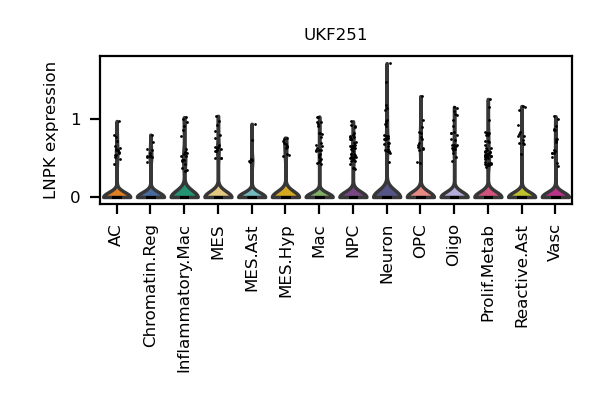 UKF251
LNPK expression
1
0
AC
Chromatin.Reg
Inflammatory.Mac
MES
MES.Ast
MES.Hyp
Mac
NPC
Neuron
OPC
Oligo
Prolif.Metab
Reactive.Ast
Vasc